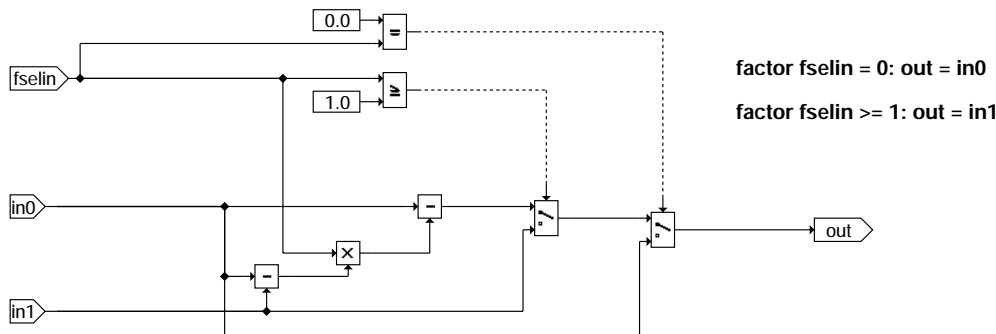 0.0
=
fselin
≥
1.0
factor fselin = 0: out = in0
factor fselin >= 1: out = in1
in0
-
out
×
-
in1